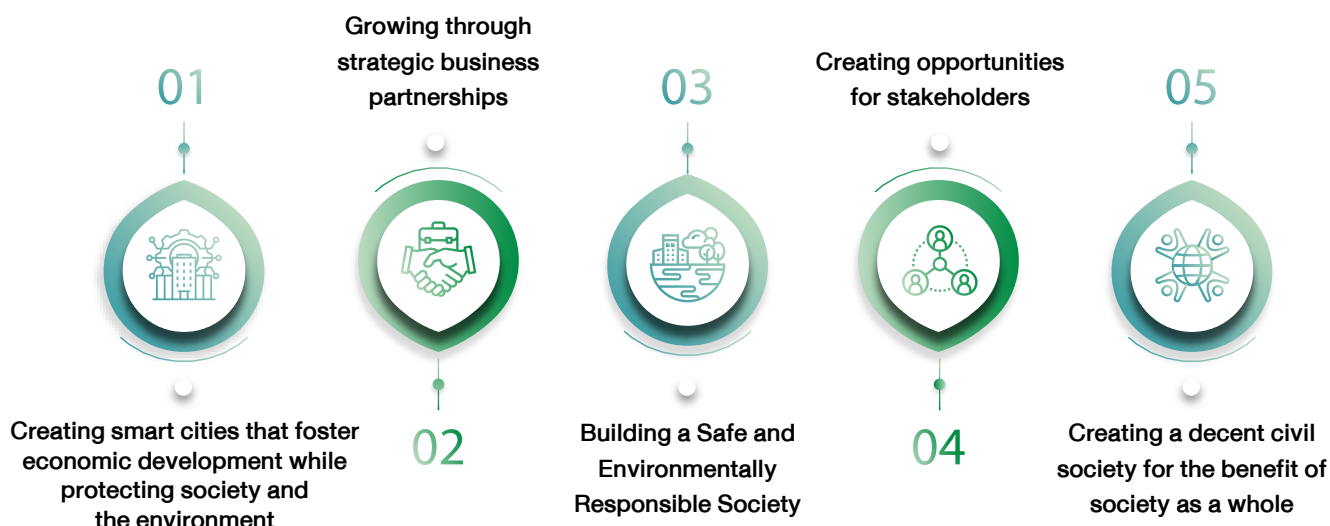 01
Creating smart cities that foster
economic development while
protecting society and
the environment
Growing through
strategic business
partnerships
02
03
Building a Safe and
Environmentally
Responsible Society
Creating opportunities
for stakeholders
04
05
Creating a decent civil
society for the benefit of
society as a whole